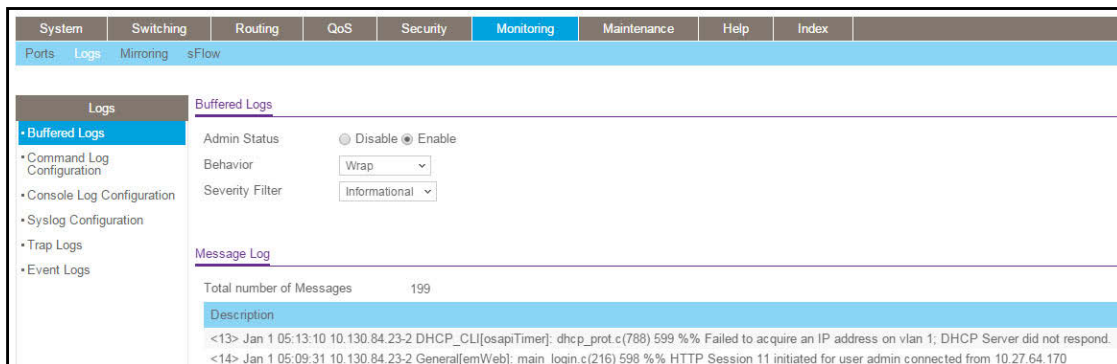 System Switching Routing QoS Security Monitoring Maintenance Help Index
Ports Logs Mirroring sFlow
Logs
• Buffered Logs
• Command Log
Configuration
• Console Log Configuration
• Syslog Configuration
• Trap Logs
• Event Logs
Buffered Logs
Admin Status Disable Enable
Behavior Wrap
Severity Filter Informational
Message Log
Total number of Messages 199
Description
<13> Jan 1 05:13:10 10.130.84.23-2 DHCP_CLI[osapiTimer]: dhcp_prot.c(788) 599 %% Failed to acquire an IP address on vlan 1; DHCP Server did not respond.
<14> Jan 1 05:09:31 10.130.84.23-2 General[emWeb]: main_login.c(216) 598 %% HTTP Session 11 initiated for user admin connected from 10.27.64.170